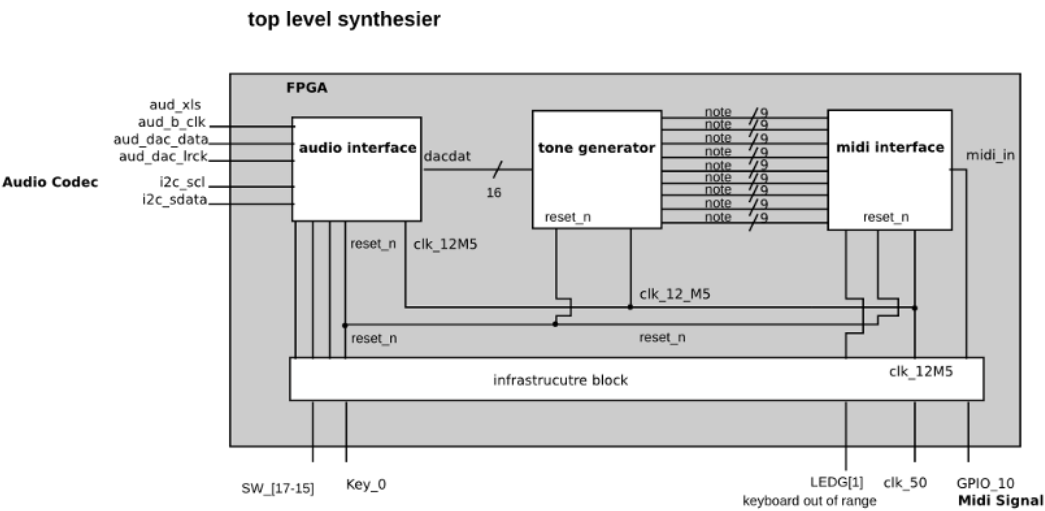 top level synthesier
FPGA
aud_xls
aud_b_clk
aud_dac_data
aud_dac_lrck
Audio Codec
i2c_scl
i2c_sdata
audio interface
dacdat
16
tone generator
reset_n
note 9
note 9
note 9
note 9
note 9
note 9
note 9
note 9
note 9
midi interface
reset_n
midi_in
reset_n
clk_12M5
clk_12_M5
reset_n
reset_n
infrastrucutre block
clk_12M5
SW_[17-15]
Key_0
LEDG[1]
keyboard out of range
clk_50
GPIO_10
Midi Signal